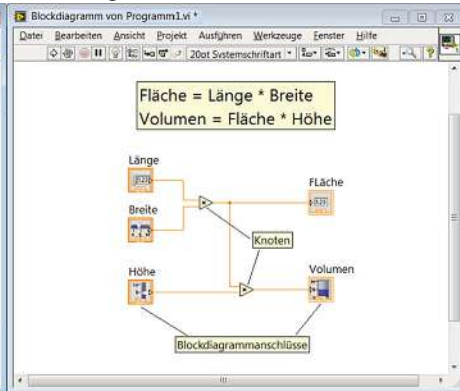 Blockdiagramm von Programm1.vi *
Datei Bearbeiten Ansicht Projekt Ausführen Werkzeuge Fenster Hilfe
20pt Systemschriftart
Fläche = Länge * Breite
Volumen = Fläche * Höhe
Länge
FLäche
Breite
Knoten
Höhe
Volumen
Blockdiagrammanschlüsse